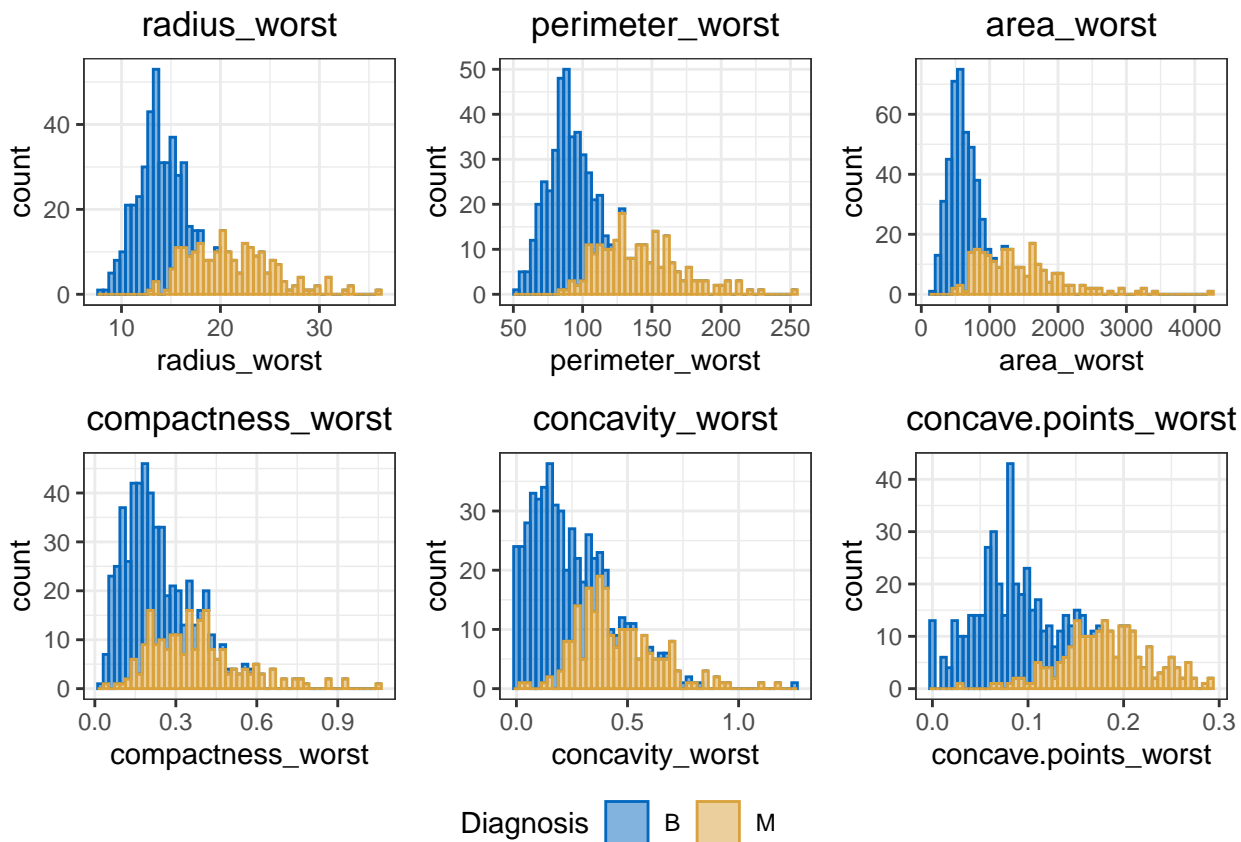 radius_worst
perimeter_worst
area_worst
count
0
20
40
10
20
30
radius_worst
count
0
10
20
30
40
50
50
100
150
200
250
perimeter_worst
count
0
20
40
60
0
1000
2000
3000
4000
area_worst
compactness_worst
concavity_worst
concave.points_worst
count
0
10
20
30
40
0.0
0.3
0.6
0.9
compactness_worst
count
0
10
20
30
0.0
0.5
1.0
concavity_worst
count
0
10
20
30
40
0.0
0.1
0.2
0.3
concave.points_worst
Diagnosis B M